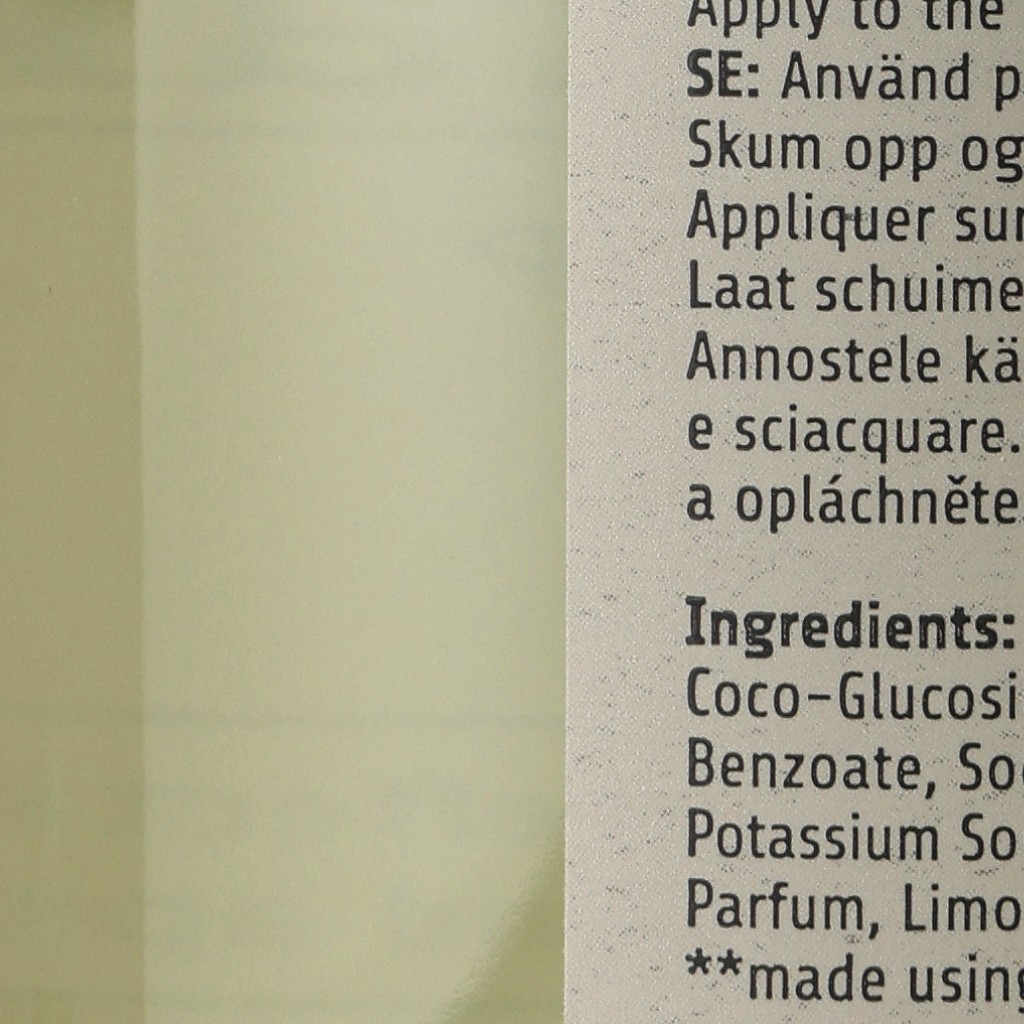 Apply to the
SE: Använd p
Skum opp og
Appliquer sur
Laat schuime
Annostele kä
e sciacquare.
a opláchněte
Ingredients:
Coco-Glucosi
Benzoate, So
Potassium So
Parfum, Limo
**made using